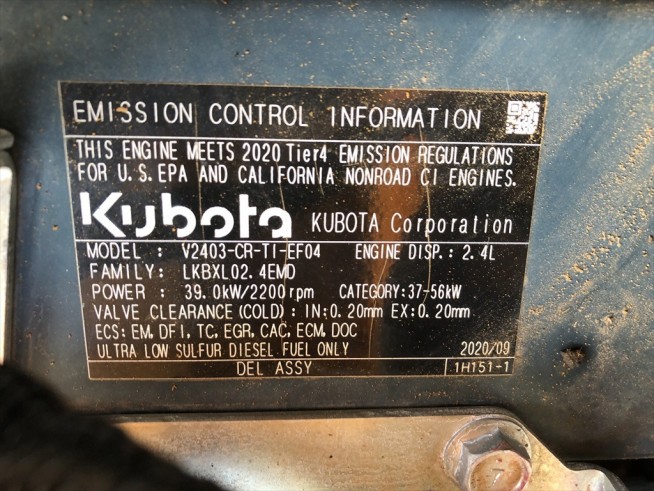 EMISSION CONTROL INFORMATION
THIS ENGINE MEETS 2020 Tier4 EMISSION REGULATIONS
FOR U.S.EPA AND CALIFORNIA NONROAD CI ENGINES.
Kubota KUBOTA Corporation
MODEL : V2403-CR-TI-EF04 ENGINE DISP.: 2.4L
FAMILY: LKBXL02.4EMD
POWER : 39.0kW/2200rpm CATEGORY:37-56kW
VALVE CLEARANCE (COLD) : IN:0.20mm EX:0.20mm
ECS: EM, DFI, TC, EGR, CAC, ECM, DOC
ULTRA LOW SULFUR DIESEL FUEL ONLY 2020/09
DEL ASSY 1H151-1